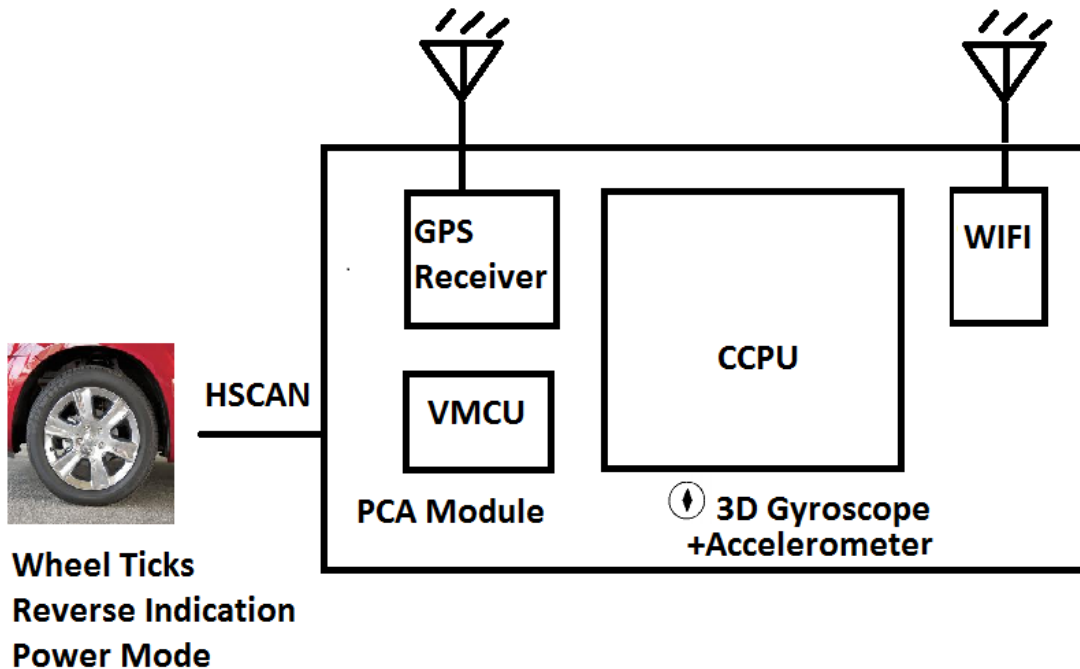 GPS
Receiver
WIFI
CCPU
HSCAN
VMCU
PCA Module
3D Gyroscope
+Accelerometer
Wheel Ticks
Reverse Indication
Power Mode